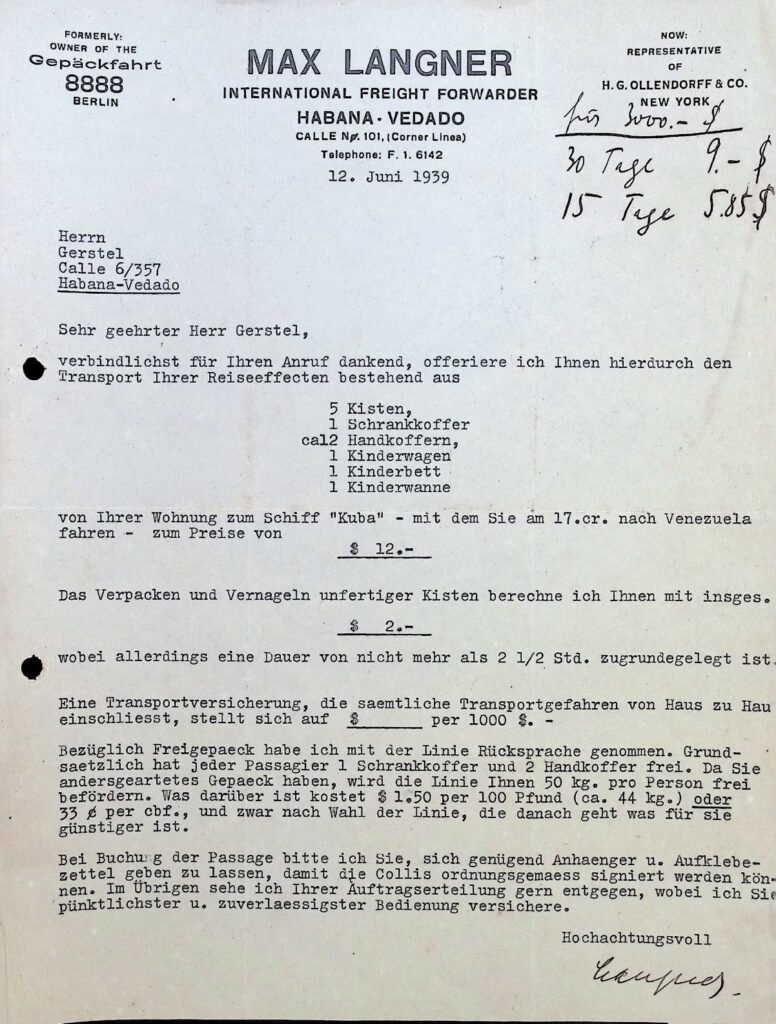 FORMERLY:
OWNER OF THE
Gepäckfahrt
8888
BERLIN
MAX LANGNER
INTERNATIONAL FREIGHT FORWARDER
HABANA - VEDADO
CALLE Nº. 101, (Corner Linea)
Telephone: F. 1. 6142
NOW:
REPRESENTATIVE
OF
H. G. OLLENDORFF & CO.
NEW YORK
für 3000.- $
30 Tage 9.- $
15 Tage 5.85 $
12. Juni 1939
Herrn
Gerstel
Calle 6/357
Habana-Vedado
Sehr geehrter Herr Gerstel,
verbindlichst für Ihren Anruf dankend, offeriere ich Ihnen hierdurch den
Transport Ihrer Reiseeffecten bestehend aus
5 Kisten,
1 Schrankkoffer
ca12 Handkoffern,
1 Kinderwagen
1 Kinderbett
1 Kinderwanne
von Ihrer Wohnung zum Schiff "Kuba" - mit dem Sie am 17.cr. nach Venezuela
fahren - zum Preise von
$ 12.-
Das Verpacken und Vernageln unfertiger Kisten berechne ich Ihnen mit insges.
$ 2.-
wobei allerdings eine Dauer von nicht mehr als 2 1/2 Std. zugrundegelegt ist.
Eine Transportversicherung, die saemtliche Transportgefahren von Haus zu Hau
einschliesst, stellt sich auf $______ per 1000 $. -
Bezüglich Freigepaeck habe ich mit der Linie Rücksprache genommen. Grund-
saetzlich hat jeder Passagier 1 Schrankkoffer und 2 Handkoffer frei. Da Sie
andersgeartetes Gepaeck haben, wird die Linie Ihnen 50 kg. pro Person frei
befördern. Was darüber ist kostet $ 1.50 per 100 Pfund (ca. 44 kg.) oder
33 ¢ per cbf., und zwar nach Wahl der Linie, die danach geht was für sie
günstiger ist.
Bei Buchung der Passage bitte ich Sie, sich genügend Anhaenger u. Aufklebe-
zettel geben zu lassen, damit die Collis ordnungsgemaess signiert werden kön-
nen. Im Übrigen sehe ich Ihrer Auftragserteilung gern entgegen, wobei ich Sie
pünktlichster u. zuverlaessigster Bedienung versichere.
Hochachtungsvoll